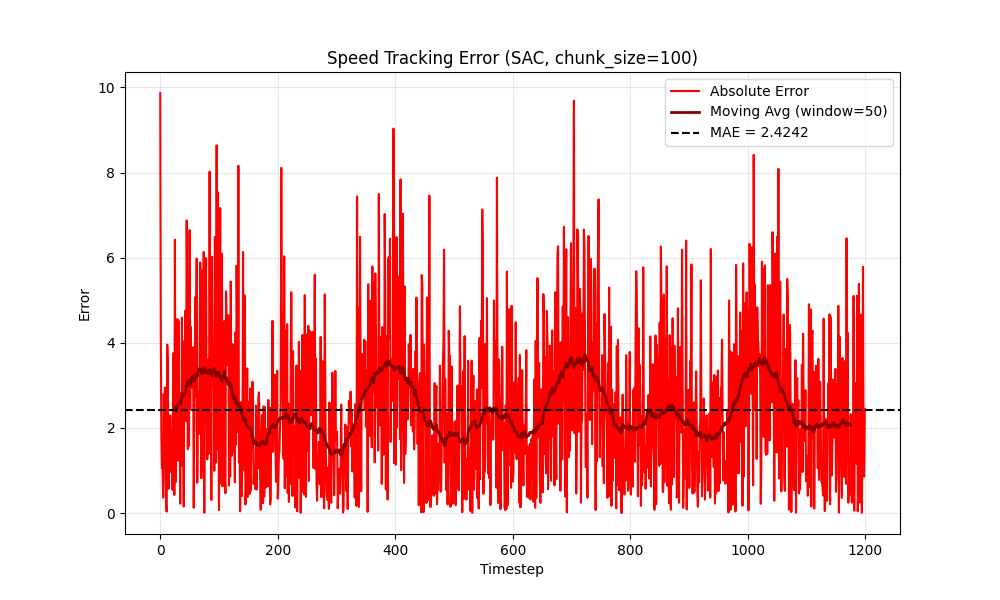 Speed Tracking Error (SAC, chunk_size=100)
Absolute Error
Moving Avg (window=50)
MAE = 2.4242
Error
10
8
6
4
2
0
0 200 400 600 800 1000 1200
Timestep